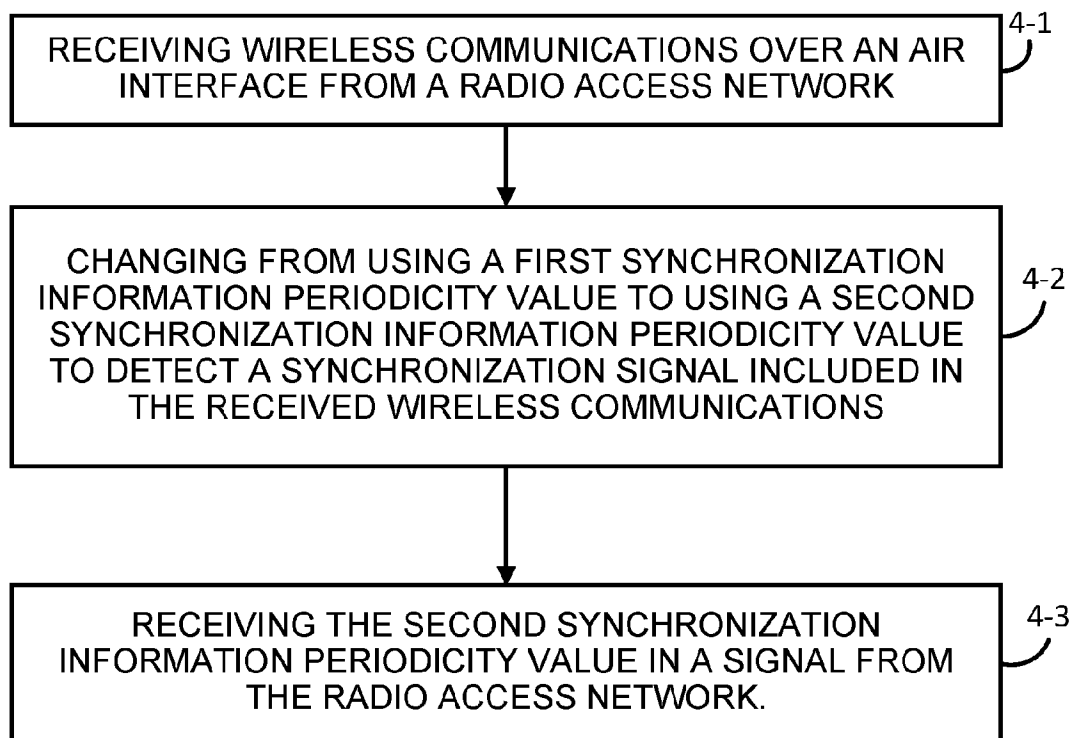 4-1
RECEIVING WIRELESS COMMUNICATIONS OVER AN AIR
INTERFACE FROM A RADIO ACCESS NETWORK
CHANGING FROM USING A FIRST SYNCHRONIZATION
INFORMATION PERIODICITY VALUE TO USING A SECOND
SYNCHRONIZATION INFORMATION PERIODICITY VALUE
TO DETECT A SYNCHRONIZATION SIGNAL INCLUDED IN
THE RECEIVED WIRELESS COMMUNICATIONS
4-2
RECEIVING THE SECOND SYNCHRONIZATION
INFORMATION PERIODICITY VALUE IN A SIGNAL FROM
THE RADIO ACCESS NETWORK.
4-3